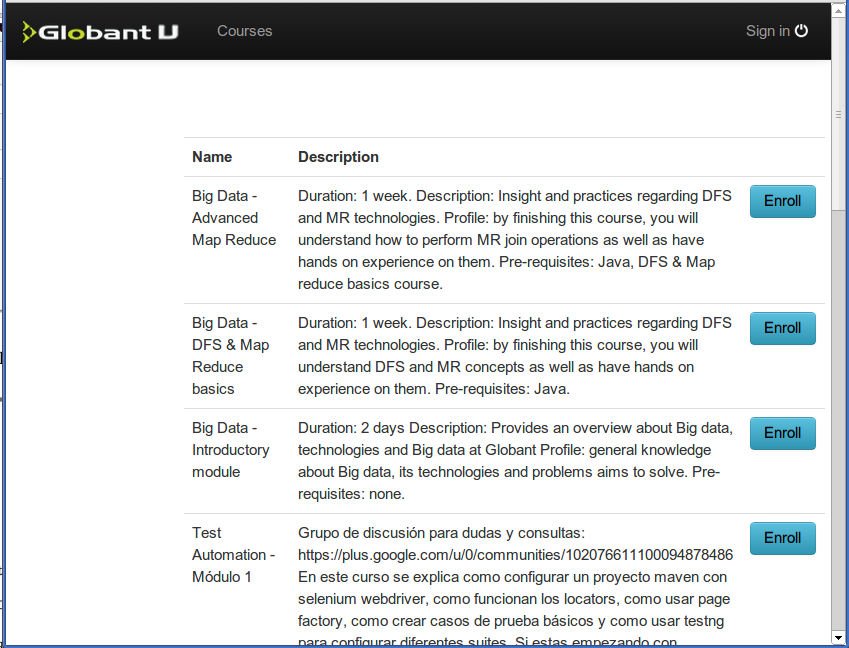 Globant U Courses Sign in
Name Description
Big Data - Advanced Map Reduce
Duration: 1 week. Description: Insight and practices regarding DFS
and MR technologies. Profile: by finishing this course, you will
understand how to perform MR join operations as well as have
hands on experience on them. Pre-requisites: Java, DFS & Map
reduce basics course.
Enroll
Big Data - DFS & Map Reduce basics
Duration: 1 week. Description: Insight and practices regarding DFS
and MR technologies. Profile: by finishing this course, you will
understand DFS and MR concepts as well as have hands on
experience on them. Pre-requisites: Java.
Enroll
Big Data - Introductory module
Duration: 2 days Description: Provides an overview about Big data,
technologies and Big data at Globant Profile: general knowledge
about Big data, its technologies and problems aims to solve. Pre-
requisites: none.
Enroll
Test Automation - Módulo 1
Grupo de discusión para dudas y consultas:
https://plus.google.com/u/0/communities/102076611100094878486
En este curso se explica como configurar un proyecto maven con
selenium webdriver, como funcionan los locators, como usar page
factory, como crear casos de prueba básicos y como usar testng
para configurar diferentes suites. Si estas empezando con
Enroll